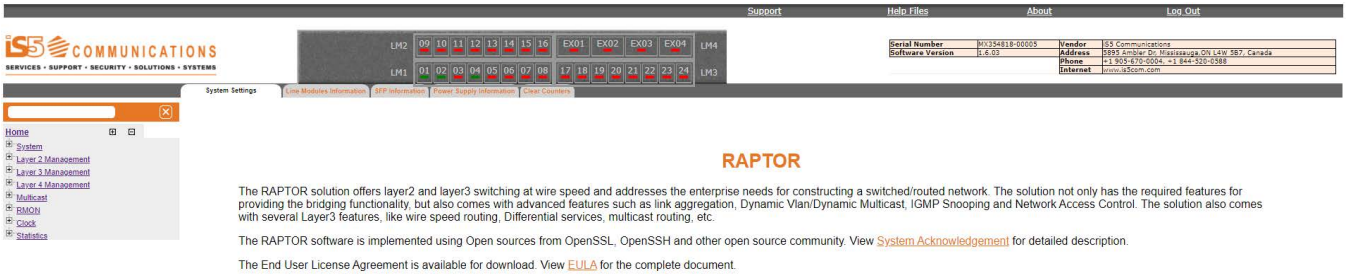 Support Help Files About Log Out
iS5 COMMUNICATIONS
SERVICES • SUPPORT • SECURITY • SOLUTIONS • SYSTEMS
LM2 09 10 11 12 13 14 15 16 EX01 EX02 EX03 EX04 LM4
LM1 01 02 03 04 05 06 07 08 17 18 19 20 21 22 23 24 LM3
Serial Number MX354818-00005
Software Version 1.6.03
Vendor iS5 Communications
Address 5895 Ambler Dr, Mississauga,ON L4W 5B7, Canada
Phone +1 905-670-0004. +1 844-520-0588
Internet www.is5com.com
System Settings Line Modules Information SFP Information Power Supply Information Clear Counters
Home
System
Layer 2 Management
Layer 3 Management
Layer 4 Management
Multicast
RMON
Clock
Statistics
RAPTOR
The RAPTOR solution offers layer2 and layer3 switching at wire speed and addresses the enterprise needs for constructing a switched/routed network. The solution not only has the required features for
providing the bridging functionality, but also comes with advanced features such as link aggregation, Dynamic Vlan/Dynamic Multicast, IGMP Snooping and Network Access Control. The solution also comes
with several Layer3 features, like wire speed routing, Differential services, multicast routing, etc.
The RAPTOR software is implemented using Open sources from OpenSSL, OpenSSH and other open source community. View System Acknowledgement for detailed description.
The End User License Agreement is available for download. View EULA for the complete document.